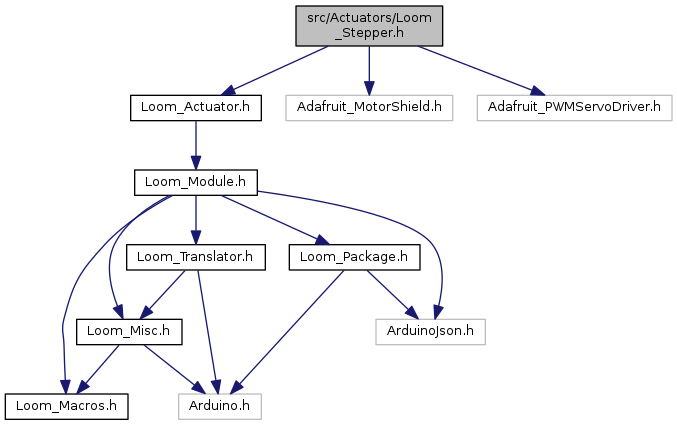 src/Actuators/Loom
_Stepper.h
Loom_Actuator.h
Adafruit_MotorShield.h
Adafruit_PWMServoDriver.h
Loom_Module.h
Loom_Translator.h
Loom_Package.h
Loom_Misc.h
ArduinoJson.h
Loom_Macros.h
Arduino.h